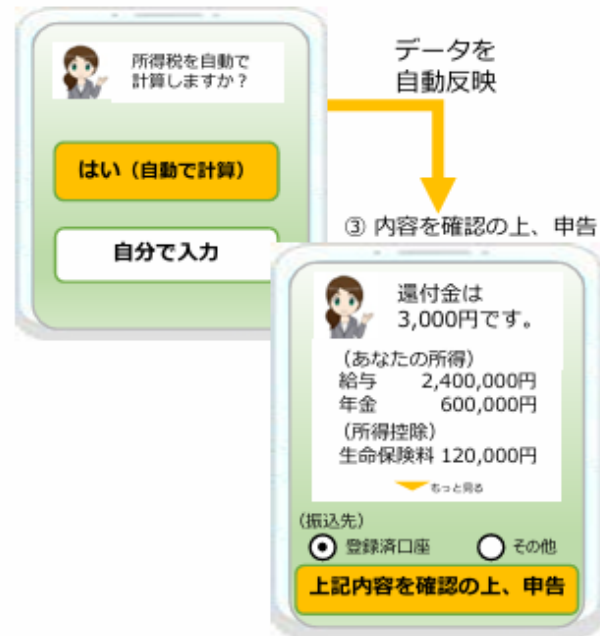 所得税を自動で
計算しますか？
はい（自動で計算）
自分で入力
データを
自動反映
③ 内容を確認の上、申告
還付金は
3,000円です。
（あなたの所得）
給与 2,400,000円
年金 600,000円
（所得控除）
生命保険料 120,000円
もっと見る
（振込先）
登録済口座 その他
上記内容を確認の上、申告